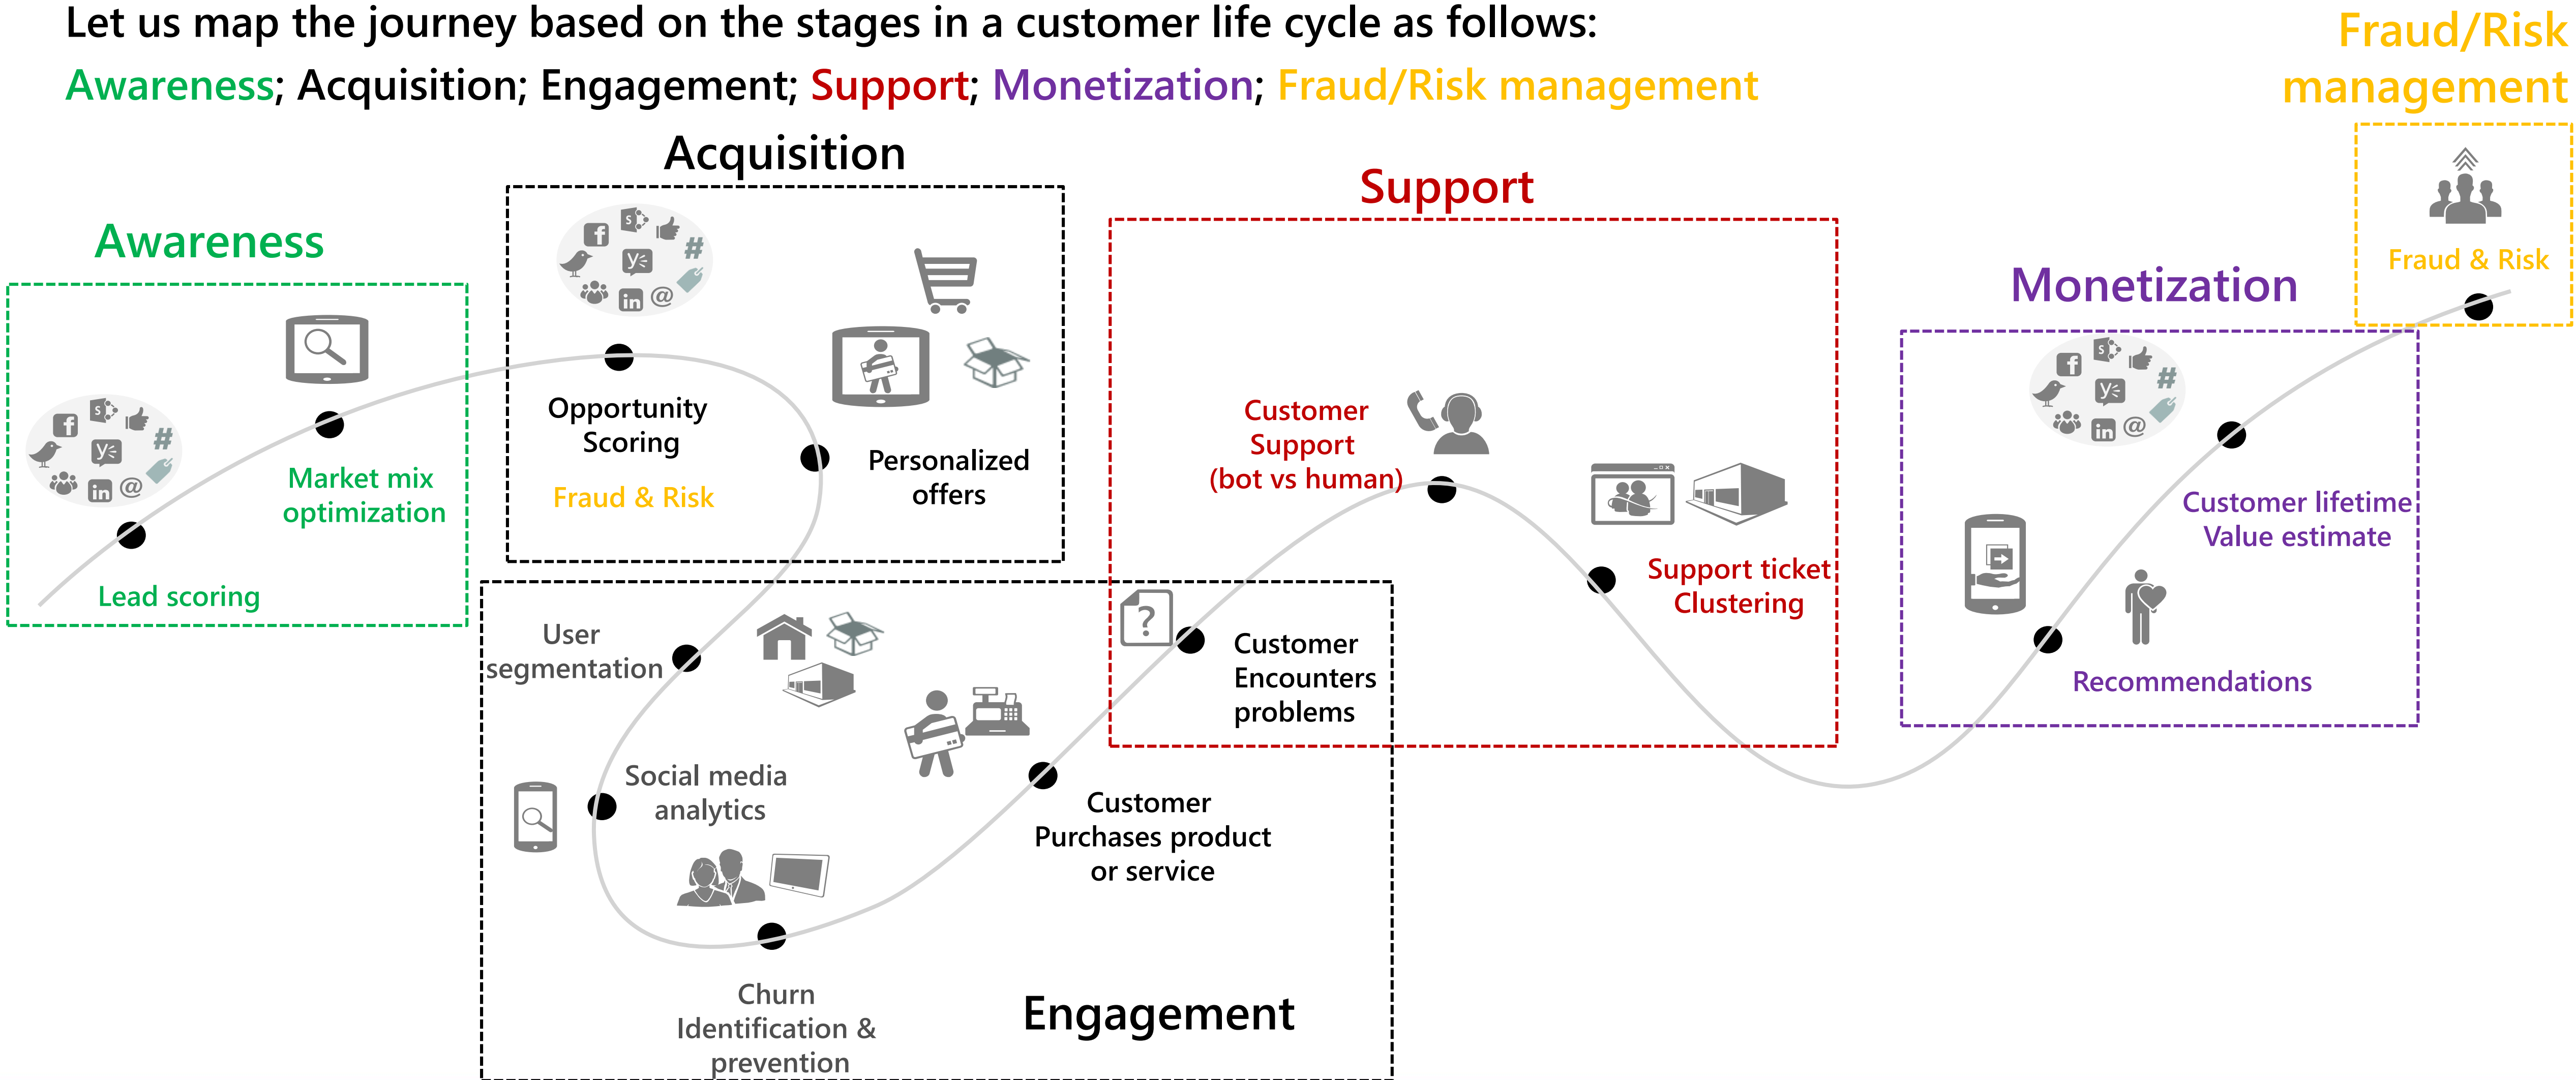 Let us map the journey based on the stages in a customer life cycle as follows:
Awareness; Acquisition; Engagement; Support; Monetization; Fraud/Risk management
Fraud/Risk
management
Fraud & Risk
Awareness
Lead scoring
Market mix
optimization
Acquisition
Opportunity
Scoring
Fraud & Risk
Personalized
offers
Engagement
User
segmentation
Social media
analytics
Churn
Identification &
prevention
Customer
Purchases product
or service
Customer
Encounters
problems
Support
Customer
Support
(bot vs human)
Support ticket
Clustering
Monetization
Recommendations
Customer lifetime
Value estimate